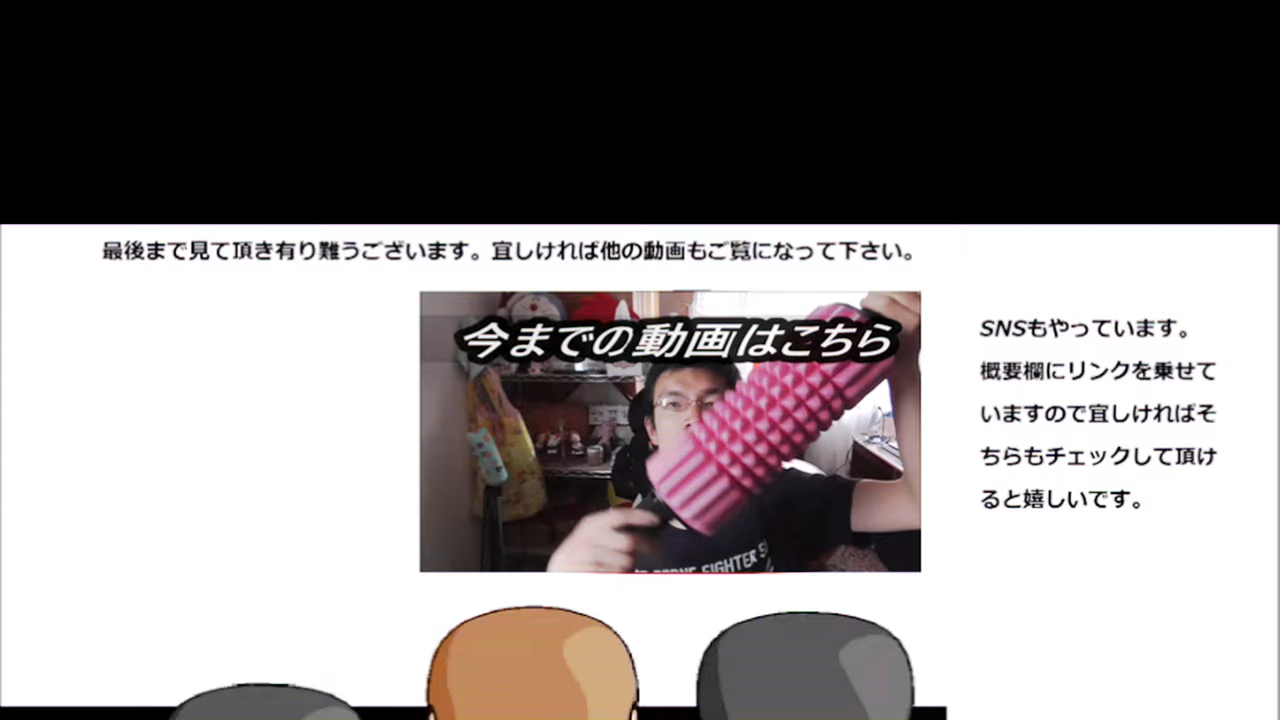 最後まで見て頂き有り難うございます。宜しければ他の動画もご覧になって下さい。
今までの動画はこちら
SNSもやっています。
概要欄にリンクを乗せて
いますので宜しければそ
ちらもチェックして頂け
ると嬉しいです。
FIGHTER